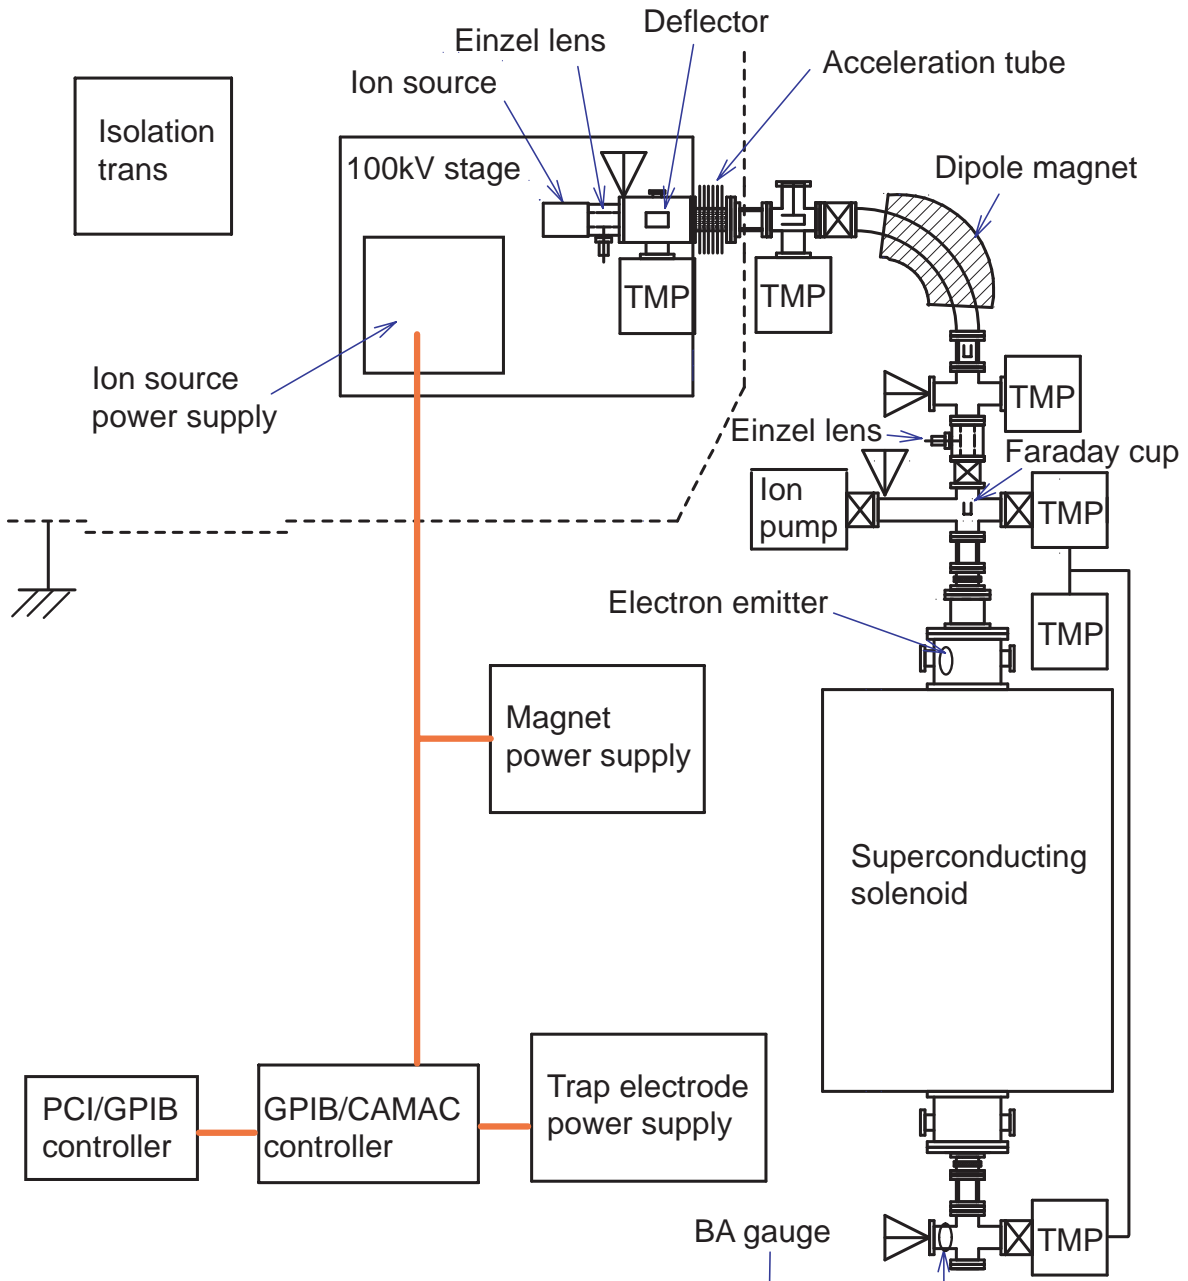 Deflector
Einzel lens
Acceleration tube
Ion source
Isolation
trans
100kV stage
Dipole magnet
TMP
TMP
Ion source
power supply
TMP
Einzel lens
Faraday cup
Ion
pump
TMP
Electron emitter
TMP
Magnet
power supply
Superconducting
solenoid
PCI/GPIB
controller
GPIB/CAMAC
controller
Trap electrode
power supply
BA gauge
TMP